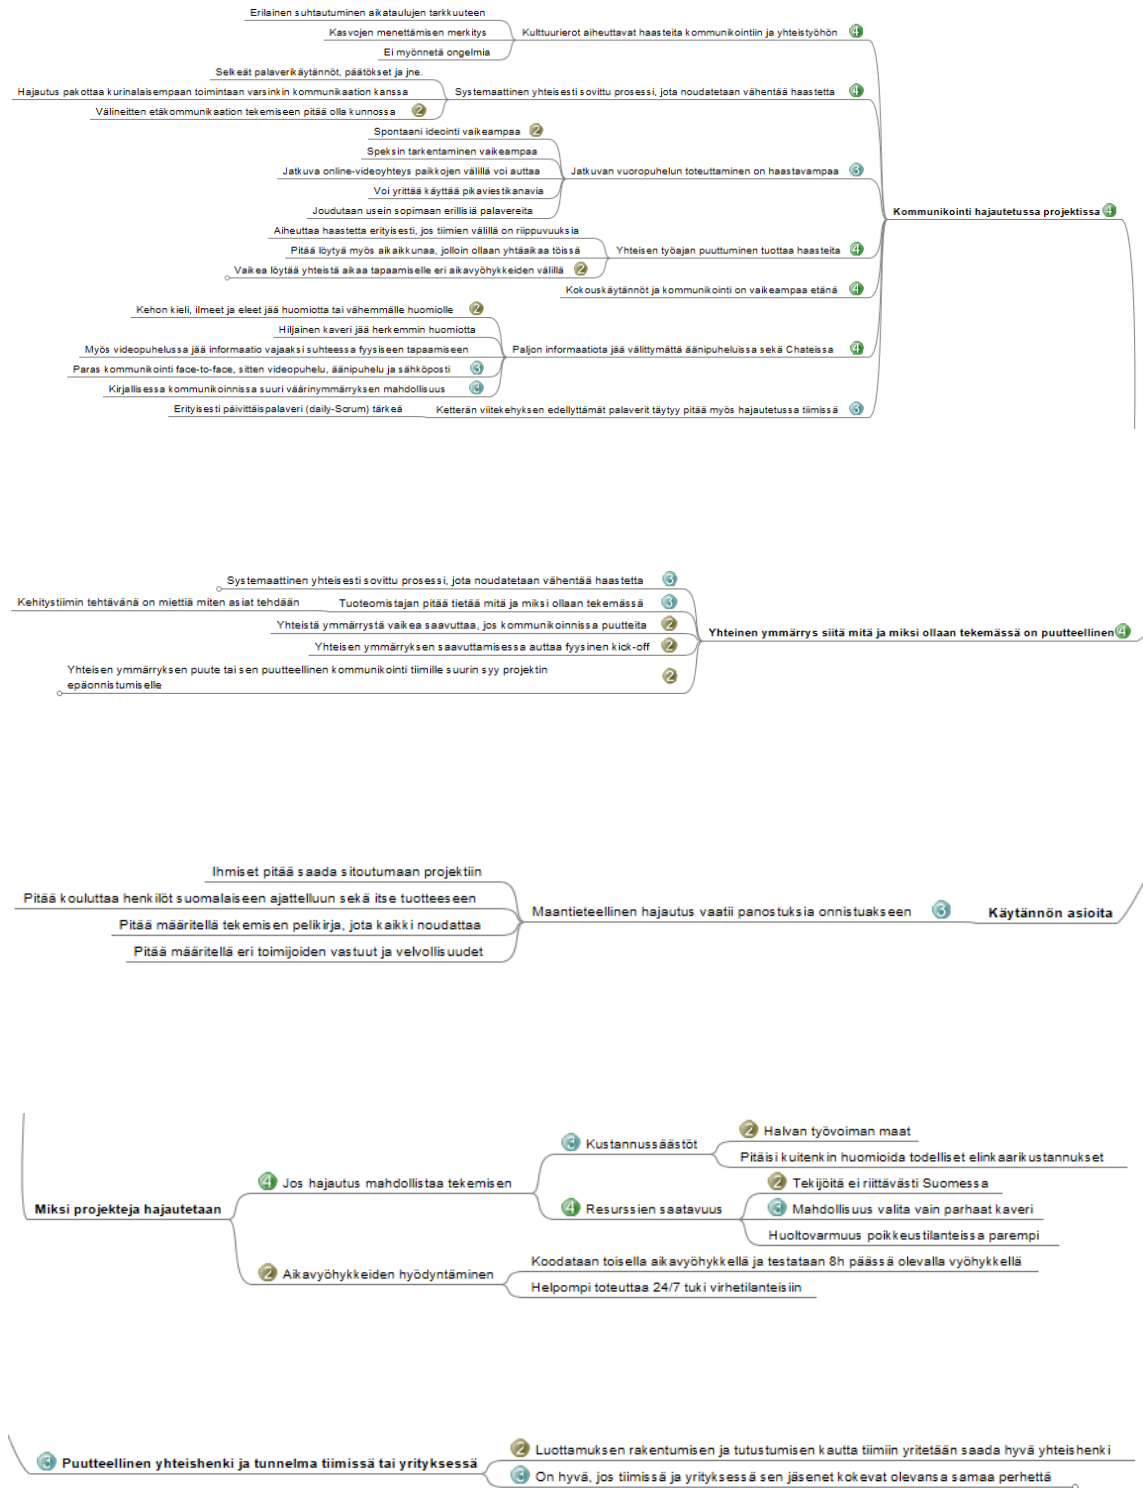 Erilainen suhtautuminen aikataulujen tarkkuuteen
Kasvojen menettämisen merkitys
Ei myönnetä ongelmia
Kulttuurierot aiheuttavat haasteita kommunikointiin ja yhteistyöhön 4
Selkeät palaverikäytännöt, päätökset ja jne.
Hajautus pakottaa kurinalaisempaan toimintaan varsinkin kommunikaation kanssa
Välineitten etäkommunikaation tekemiseen pitää olla kunnossa 2
Systemaattinen yhteisesti sovittu prosessi, jota noudatetaan vähentää haastetta 4
Spontaani ideointi vaikeampaa 2
Speksin tarkentaminen vaikeampaa
Jatkuva online-videoyhteys paikkojen välillä voi auttaa
Voi yrittää käyttää pikaviestikanavia
Joudutaan usein sopimaan erillisiä palavereita
Jatkuvan vuoropuhelun toteuttaminen on haastavampaa 3
Kommunikointi hajautetussa projektissa 4
Aiheuttaa haastetta erityisesti, jos tiimien välillä on riippuvuuksia
Pitää löytyä myös aikaikkunaa, jolloin ollaan yhtäaikaa töissä
Vaikea löytää yhteistä aikaa tapaamiselle eri aikavyöhykkeiden välillä 2
Yhteisen työajan puuttuminen tuottaa haasteita 4
Kokouskäytännöt ja kommunikointi on vaikeampaa etänä 4
Kehon kieli, ilmeet ja eleet jää huomiotta tai vähemmälle huomiolle 2
Hiljainen kaveri jää herkemmin huomiotta
Myös videopuhelussa jää informaatio vajaaksi suhteessa fyysiseen tapaamiseen
Paras kommunikointi face-to-face, sitten videopuhelu, äänipuhelu ja sähköposti 3
Kirjallisessa kommunikoinnissa suuri väärinymmärryksen mahdollisuus 3
Paljon informaatiota jää välittymättä äänipuheluissa sekä Chateissa 4
Erityisesti päivittäispalaveri (daily-Scrum) tärkeä
Ketterän viitekehyksen edellyttämät palaverit täytyy pitää myös hajautetussa tiimissä 3
Systemaattinen yhteisesti sovittu prosessi, jota noudatetaan vähentää haastetta 3
Kehitystiimin tehtävänä on miettiä miten asiat tehdään
Tuoteomistajan pitää tietää mitä ja miksi ollaan tekemässä 3
Yhteistä ymmärrystä vaikea saavuttaa, jos kommunikoinnissa puutteita 2
Yhteisen ymmärryksen saavuttamisessa auttaa fyysinen kick-off 2
Yhteisen ymmärryksen puute tai sen puutteellinen kommunikointi tiimille suurin syy projektin
epäonnistumiselle 2
Yhteinen ymmärrys siitä mitä ja miksi ollaan tekemässä on puutteellinen 4
Ihmiset pitää saada sitoutumaan projektiin
Pitää kouluttaa henkilöt suomalaiseen ajatteluun sekä itse tuotteeseen
Pitää määritellä tekemisen pelikirja, jota kaikki noudattaa
Pitää määritellä eri toimijoiden vastuut ja velvollisuudet
Maantieteellinen hajautus vaatii panostuksia onnistuakseen 3
Käytännön asioita
Miksi projekteja hajautetaan
4 Jos hajautus mahdollistaa tekemisen
3 Kustannussäästöt
2 Halvan työvoiman maat
Pitäisi kuitenkin huomioida todelliset elinkaarikustannukset
4 Resurssien saatavuus
2 Tekijöitä ei riittävästi Suomessa
3 Mahdollisuus valita vain parhaat kaveri
Huoltovarmuus poikkeustilanteissa parempi
2 Aikavyöhykkeiden hyödyntäminen
Koodataan toisella aikavyöhykkellä ja testataan 8h päässä olevalla vyöhykkellä
Helpompi toteuttaa 24/7 tuki virhetilanteisiin
3 Puutteellinen yhteishenki ja tunnelma tiimissä tai yrityksessä
2 Luottamuksen rakentumisen ja tutustumisen kautta tiimiin yritetään saada hyvä yhteishenki
3 On hyvä, jos tiimissä ja yrityksessä sen jäsenet kokevat olevansa samaa perhettä